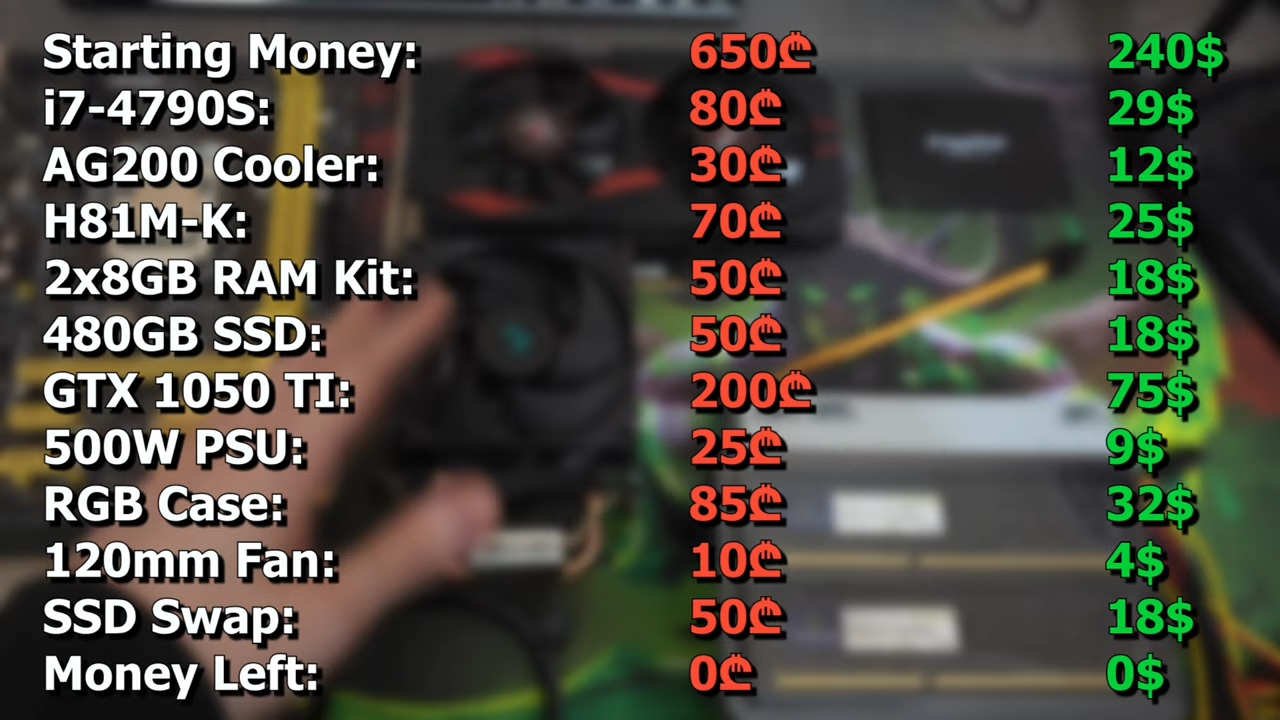 Starting Money: 650₾ 240$
i7-4790S: 80₾ 29$
AG200 Cooler: 30₾ 12$
H81M-K: 70₾ 25$
2x8GB RAM Kit: 50₾ 18$
480GB SSD: 50₾ 18$
GTX 1050 TI: 200₾ 75$
500W PSU: 25₾ 9$
RGB Case: 85₾ 32$
120mm Fan: 10₾ 4$
SSD Swap: 50₾ 18$
Money Left: 0₾ 0$